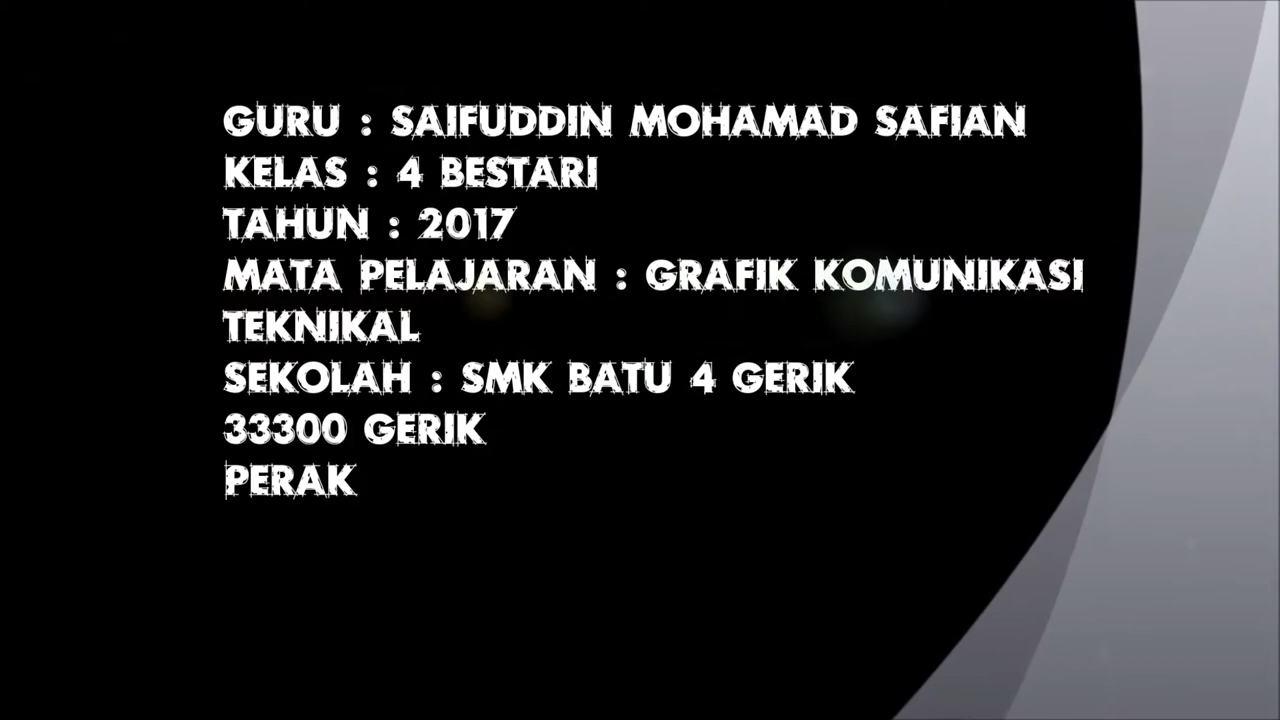 GURU : SAIFUDDIN MOHAMAD SAFIAN
KELAS : 4 BESTARI
TAHUN : 2017
MATA PELAJARAN : GRAFIK KOMUNIKASI
TEKNIKAL
SEKOLAH : SMK BATU 4 GERIK
33300 GERIK
PERAK